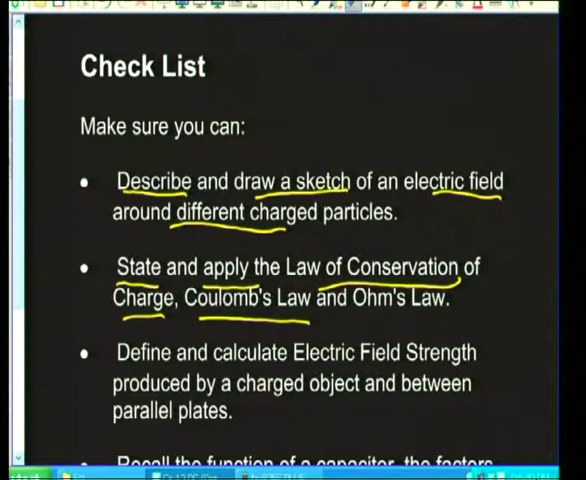 Check List
Make sure you can:
• Describe and draw a sketch of an electric field
around different charged particles.
• State and apply the Law of Conservation of
Charge, Coulomb's Law and Ohm's Law.
• Define and calculate Electric Field Strength
produced by a charged object and between
parallel plates.
• Recall the function of a capacitor, the factors